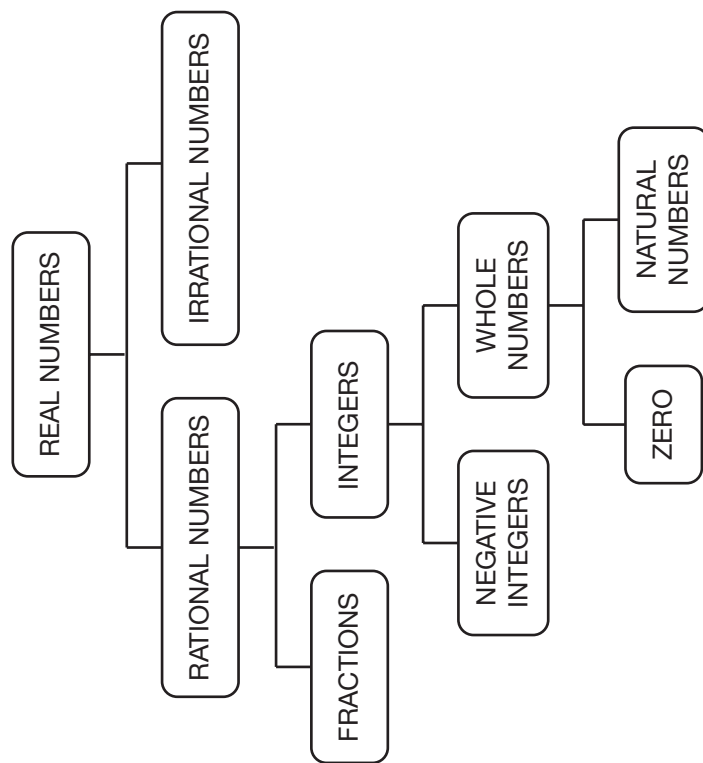 REAL NUMBERS
RATIONAL NUMBERS
IRRATIONAL NUMBERS
FRACTIONS
INTEGERS
NEGATIVE
INTEGERS
WHOLE
NUMBERS
ZERO
NATURAL
NUMBERS